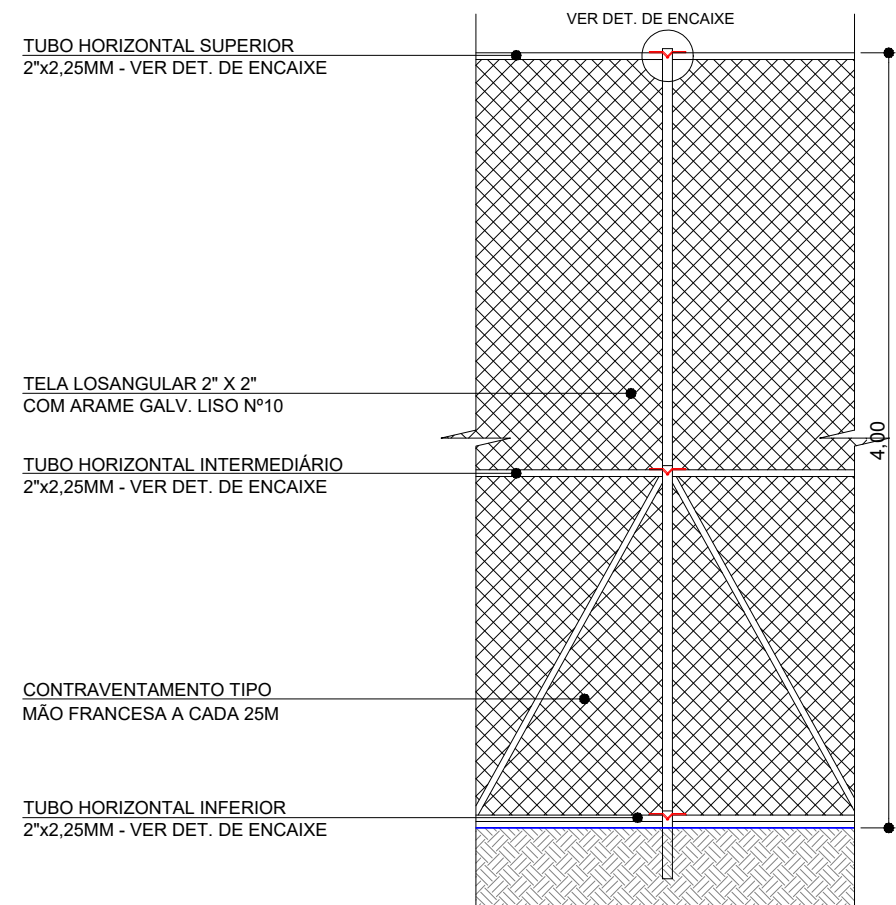 VER DET. DE ENCAIXE
TUBO HORIZONTAL SUPERIOR
2"x2,25MM - VER DET. DE ENCAIXE
TELA LOSANGULAR 2" X 2"
COM ARAME GALV. LISO Nº10
4,00
TUBO HORIZONTAL INTERMEDIÁRIO
2"x2,25MM - VER DET. DE ENCAIXE
CONTRAVENTAMENTO TIPO
MÃO FRANCESA A CADA 25M
TUBO HORIZONTAL INFERIOR
2"x2,25MM - VER DET. DE ENCAIXE